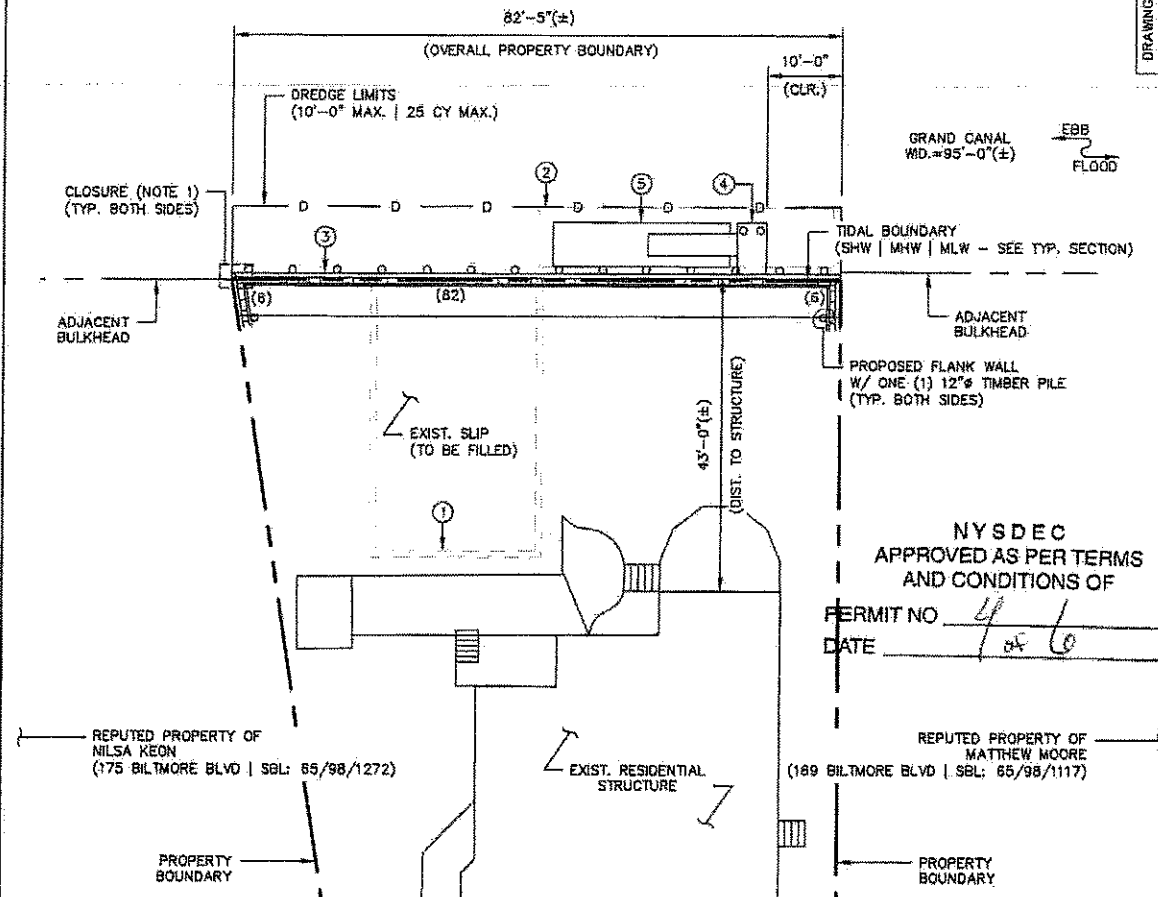 DRAWING
82'-5"(±)
(OVERALL PROPERTY BOUNDARY)
10'-0"
(CLR.)
DREDGE LIMITS
(10'-0" MAX. | 25 CY MAX.)
GRAND CANAL
WD.=95'-0"(±)
EBB
FLOOD
CLOSURE (NOTE 1)
(TYP. BOTH SIDES)
2
5
4
D D D D D D
3
TIDAL BOUNDARY
(SHW | MHW | MLW - SEE TYP. SECTION)
(6)
(82)
(6)
ADJACENT
BULKHEAD
ADJACENT
BULKHEAD
PROPOSED FLANK WALL
W/ ONE (1) 12"ø TIMBER PILE
(TYP. BOTH SIDES)
43'-0"(±)
(DIST. TO STRUCTURE)
EXIST. SLIP
(TO BE FILLED)
1
NYSDEC
APPROVED AS PER TERMS
AND CONDITIONS OF
PERMIT NO
DATE
4 of 6
REPUTED PROPERTY OF
NILSA KEON
(175 BILTMORE BLVD | SBL: 65/98/1272)
REPUTED PROPERTY OF
MATTHEW MOORE
(189 BILTMORE BLVD | SBL: 65/98/1117)
EXIST. RESIDENTIAL
STRUCTURE
PROPERTY
BOUNDARY
PROPERTY
BOUNDARY